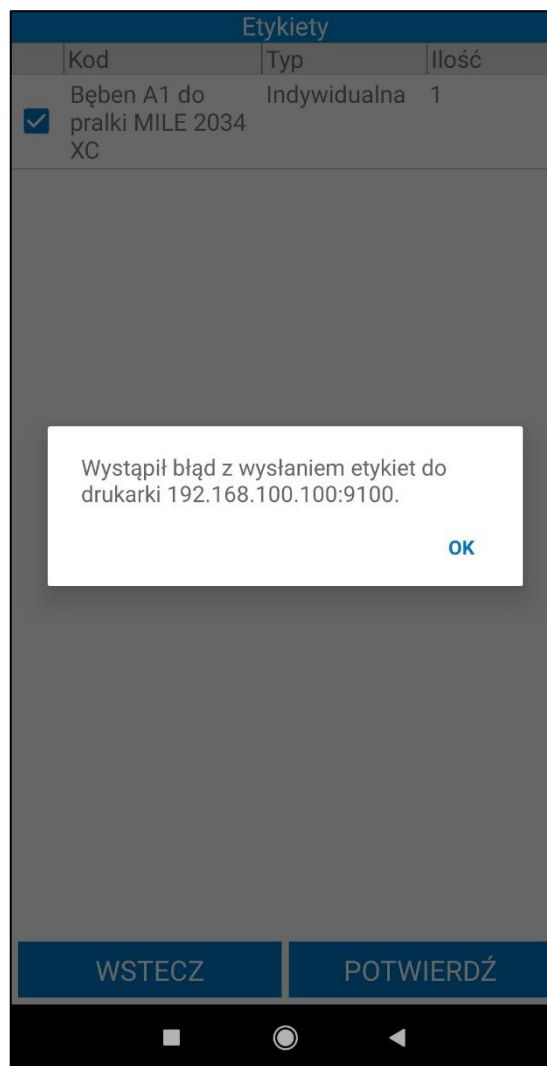 Etykiety
Kod Typ Ilość
Bęben A1 do Indywidualna 1
pralki MILE 2034
XC
Wystąpił błąd z wysłaniem etykiet do
drukarki 192.168.100.100:9100.
OK
WSTECZ POTWIERDŹ